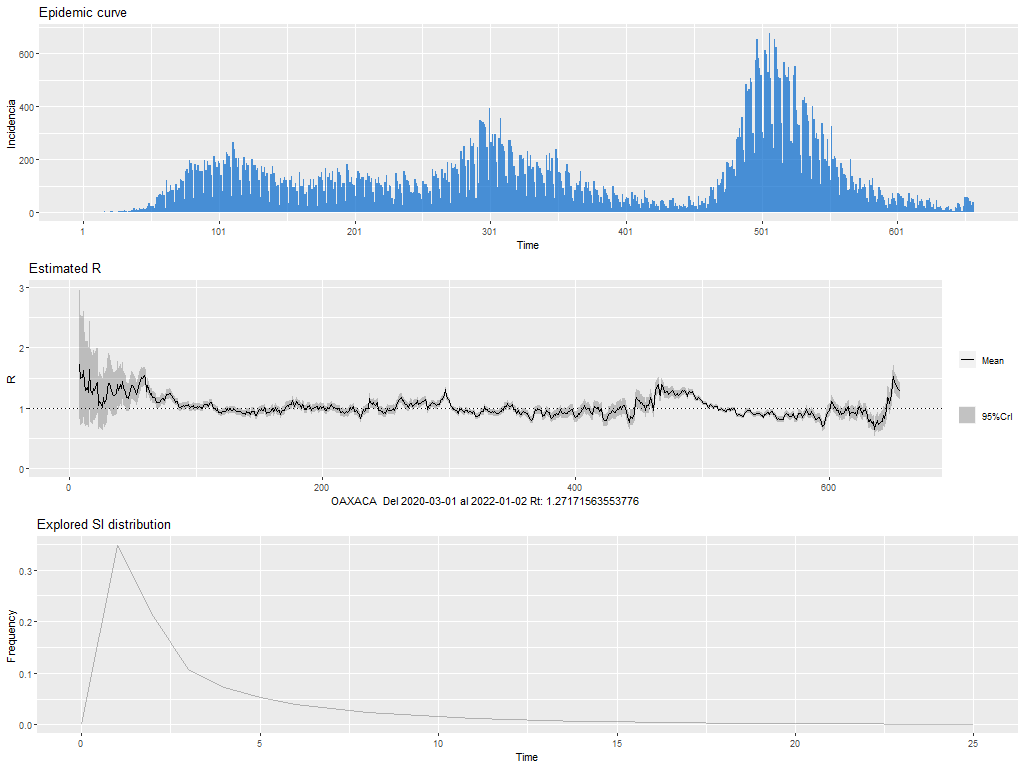 Epidemic curve
600
400
200
0
Incidencia
1
101
201
301
401
501
601
Time
Estimated R
3
2
1
0
R
0
200
400
600
OAXACA Del 2020-03-01 al 2022-01-02 Rt: 1.27171563553776
Mean
95%CrI
Explored SI distribution
0.3
0.2
0.1
0.0
Frequency
0
5
10
15
20
25
Time